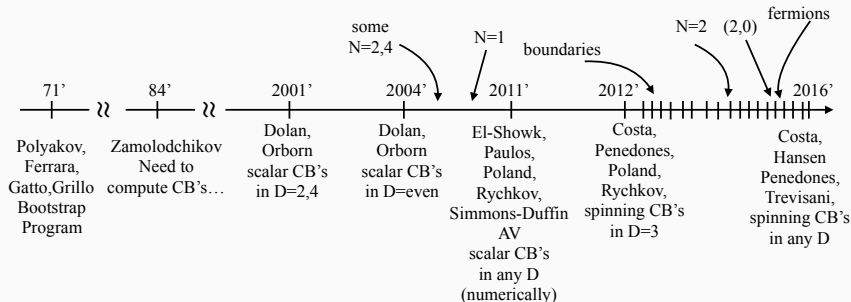 some
N=2,4
N=1
boundaries
N=2
(2,0)
fermions
71'
84'
2001'
2004'
2011'
2012'
2016'
Polyakov,
Ferrara,
Gatto,Grillo
Bootstrap
Program
Zamolodchikov
Need to
compute CB's…
Dolan,
Orborn
scalar CB's
in D=2,4
Dolan,
Orborn
scalar CB's
in D=even
El-Showk,
Paulos,
Poland,
Rychkov,
Simmons-Duffin
AV
scalar CB's
in any D
(numerically)
Costa,
Penedones,
Poland,
Rychkov,
spinning CB's
in D=3
Costa,
Hansen
Penedones,
Trevisani,
spinning CB's
in any D